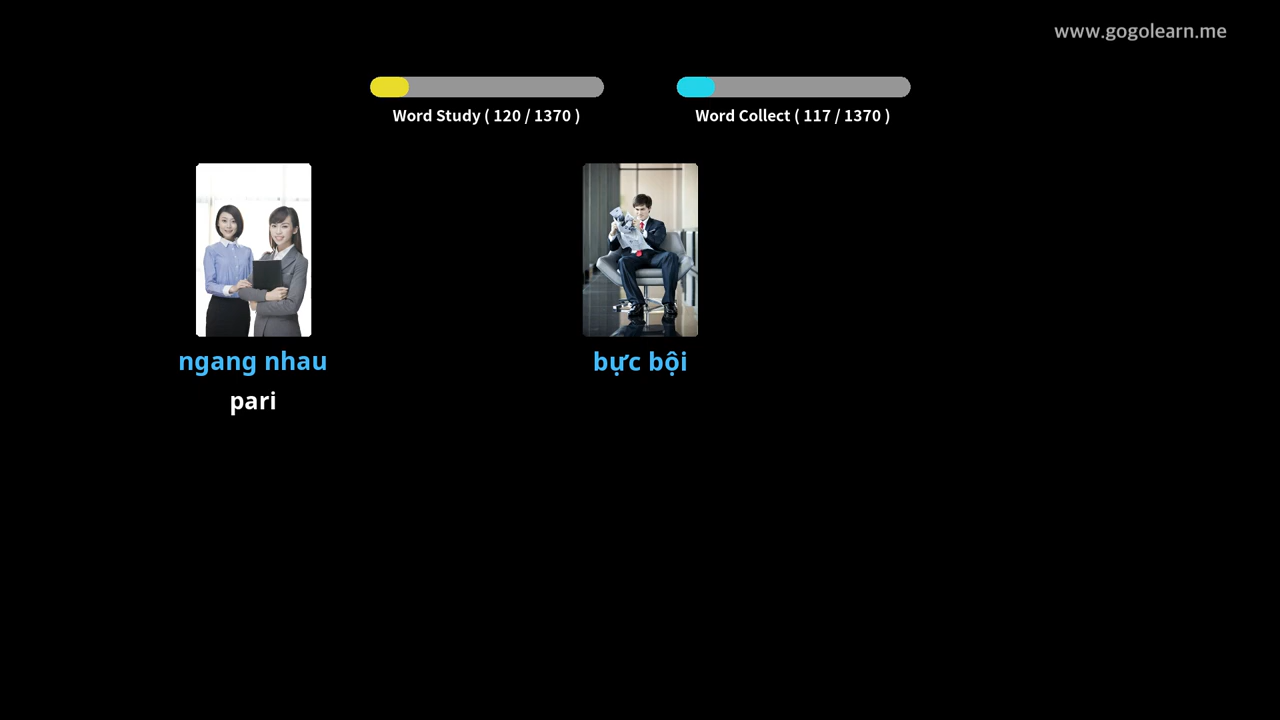 www.gogolearn.me
Word Study ( 120 / 1370 )
Word Collect ( 117 / 1370 )
ngang nhau
pari
bực bội